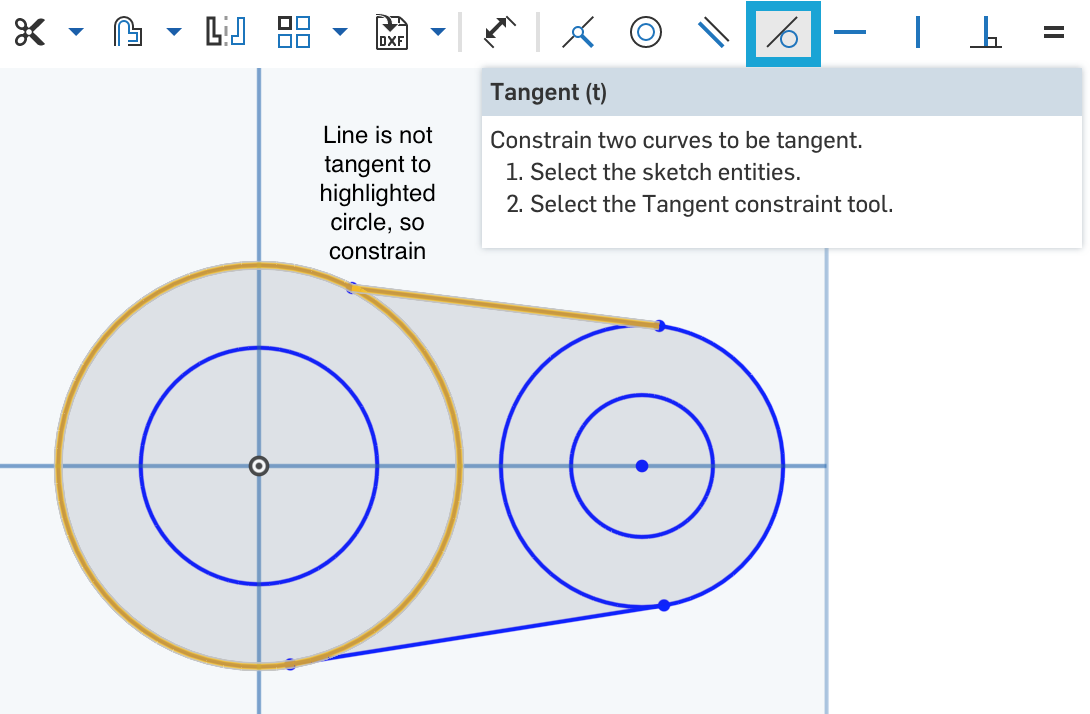 DXF
Tangent (t)
Constrain two curves to be tangent.
1. Select the sketch entities.
2. Select the Tangent constraint tool.
Line is not
tangent to
highlighted
circle, so
constrain